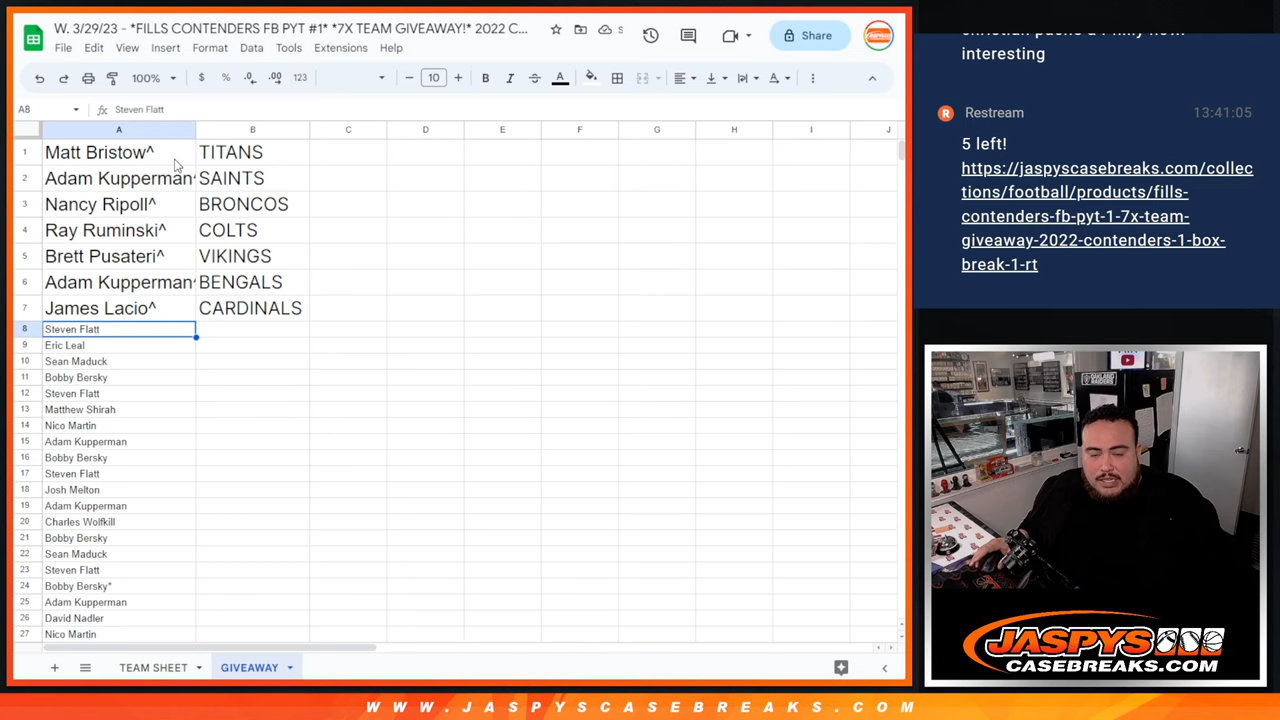 W. 3/29/23 - *FILLS CONTENDERS FB PYT #1* *7X TEAM GIVEAWAY!* 2022 C...
File Edit View Insert Format Data Tools Extensions Help
Share
100% $ % .0 .00 123 10 B I A
A8 fx Steven Flatt
A B C D E F G H I J
1 Matt Bristow^ TITANS
2 Adam Kupperman^ SAINTS
3 Nancy Ripoll^ BRONCOS
4 Ray Ruminski^ COLTS
5 Brett Pusateri^ VIKINGS
6 Adam Kupperman^ BENGALS
7 James Lacio^ CARDINALS
8 Steven Flatt
9 Eric Leal
10 Sean Maduck
11 Bobby Bersky
12 Steven Flatt
13 Matthew Shirah
14 Nico Martin
15 Adam Kupperman
16 Bobby Bersky
17 Steven Flatt
18 Josh Melton
19 Adam Kupperman
20 Charles Wolfkill
21 Bobby Bersky
22 Sean Maduck
23 Steven Flatt
24 Bobby Bersky*
25 Adam Kupperman
26 David Nadler
27 Nico Martin
TEAM SHEET GIVEAWAY
interesting
Restream 13:41:05
5 left!
https://jaspyscasebreaks.com/collec
tions/football/products/fills-
contenders-fb-pyt-1-7x-team-
giveaway-2022-contenders-1-box-
break-1-rt
OAKLAND
RAIDERS
JASPYS
CASEBREAKS.COM
WWW.JASPYSCASEBREAKS.COM